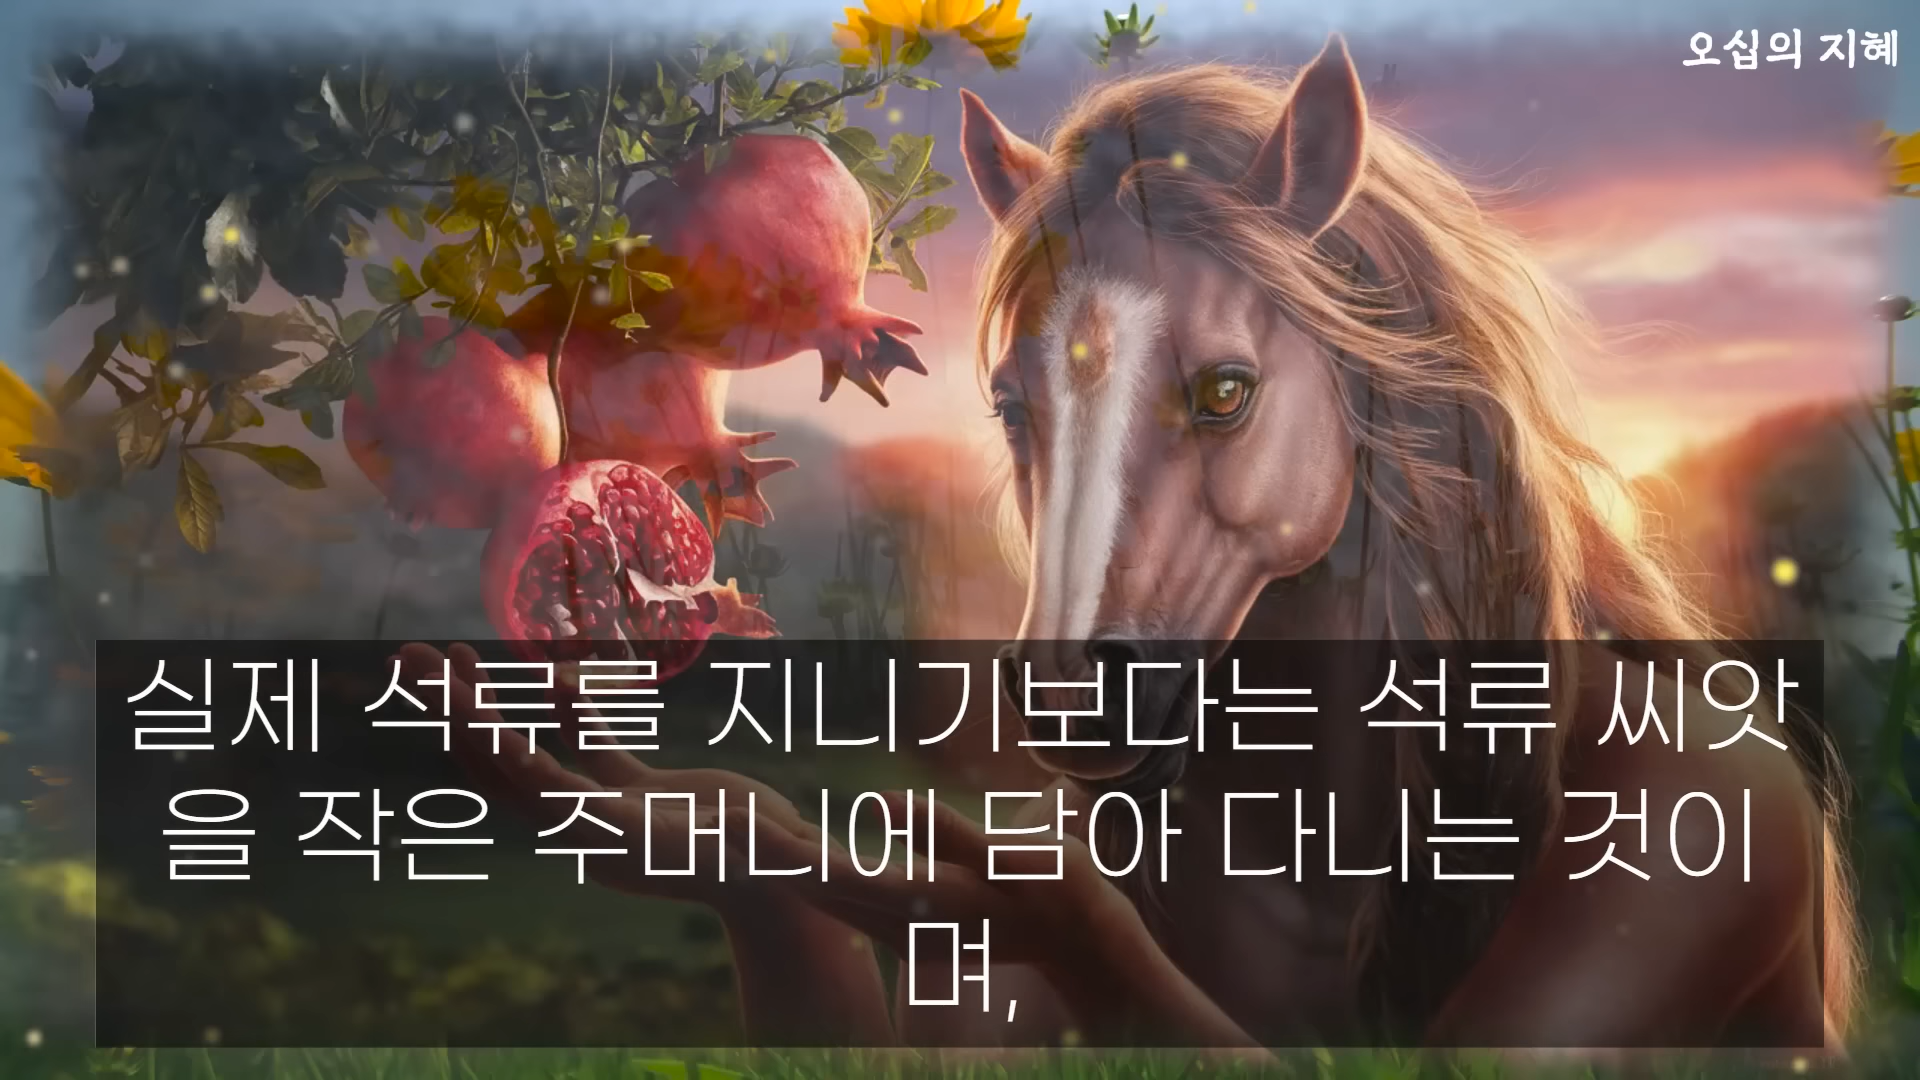 오십의 지혜
실제 석류를 지니기보다는 석류 씨앗
을 작은 주머니에 담아 다니는 것이
며,